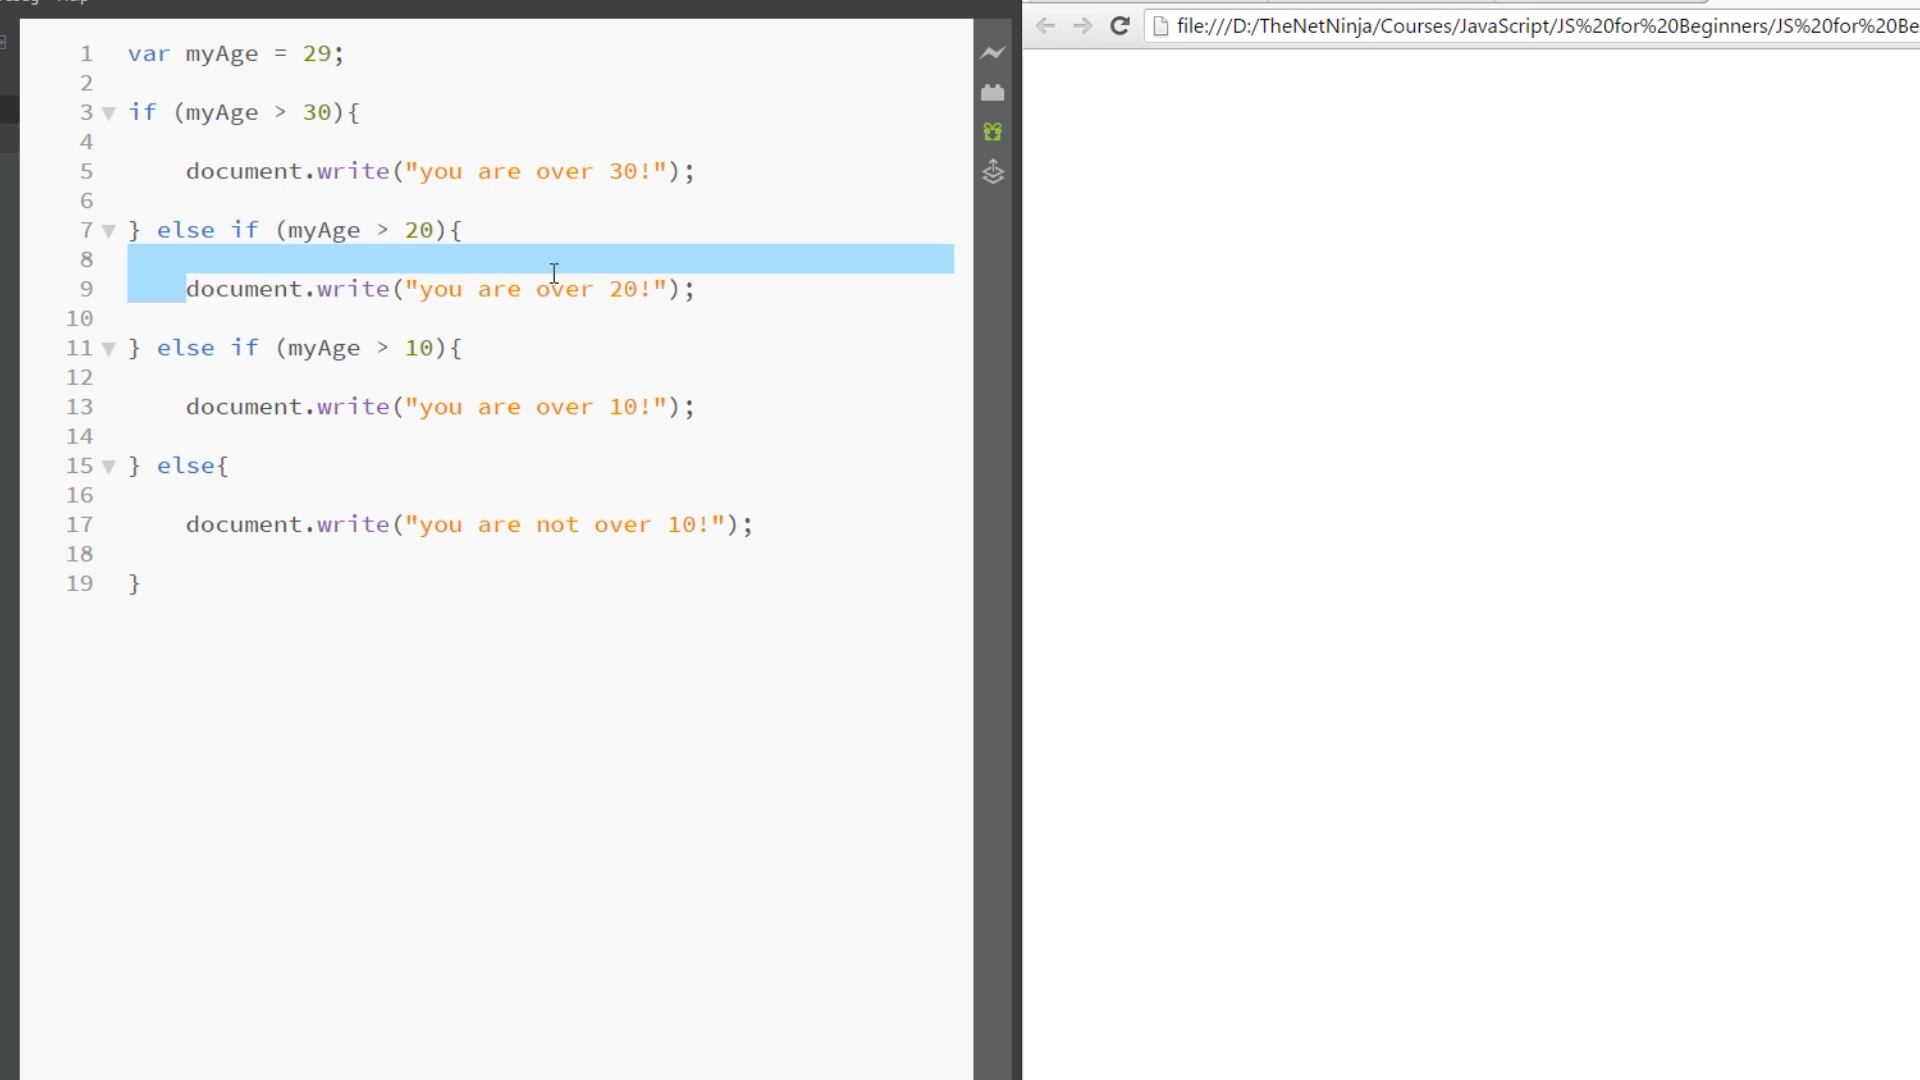 1 var myAge = 29;
2
3 if (myAge > 30){
4
5 document.write("you are over 30!");
6
7 } else if (myAge > 20){
8
9 document.write("you are over 20!");
10
11 } else if (myAge > 10){
12
13 document.write("you are over 10!");
14
15 } else{
16
17 document.write("you are not over 10!");
18
19 }
file:///D:/TheNetNinja/Courses/JavaScript/JS%20for%20Beginners/JS%20for%20Be